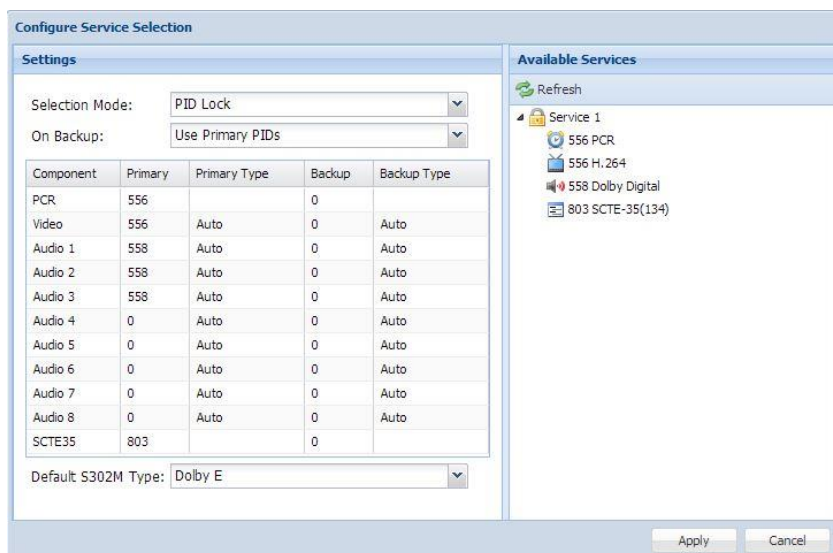 Configure Service Selection
Settings
Selection Mode: PID Lock
On Backup: Use Primary PIDs
Component Primary Primary Type Backup Backup Type
PCR 556 0
Video 556 Auto 0 Auto
Audio 1 558 Auto 0 Auto
Audio 2 558 Auto 0 Auto
Audio 3 558 Auto 0 Auto
Audio 4 0 Auto 0 Auto
Audio 5 0 Auto 0 Auto
Audio 6 0 Auto 0 Auto
Audio 7 0 Auto 0 Auto
Audio 8 0 Auto 0 Auto
SCTE35 803 0
Default S302M Type: Dolby E
Available Services
Refresh
Service 1
556 PCR
556 H.264
558 Dolby Digital
803 SCTE-35(134)
Apply Cancel